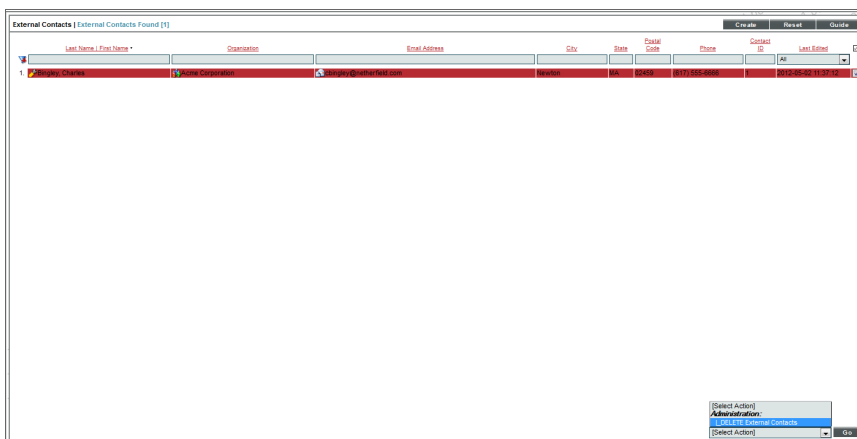 External Contacts | External Contacts Found [1]
Create Reset Guide
Last Name | First Name Organization Email Address City State Postal Code Phone Contact ID Last Edited
All
1. Bingley, Charles Acme Corporation cbingley@netherfield.com Newton MA 02459 (617) 555-6666 1 2012-05-02 11:37:12
[Select Action]
Administration:
|_DELETE External Contacts
[Select Action] Go